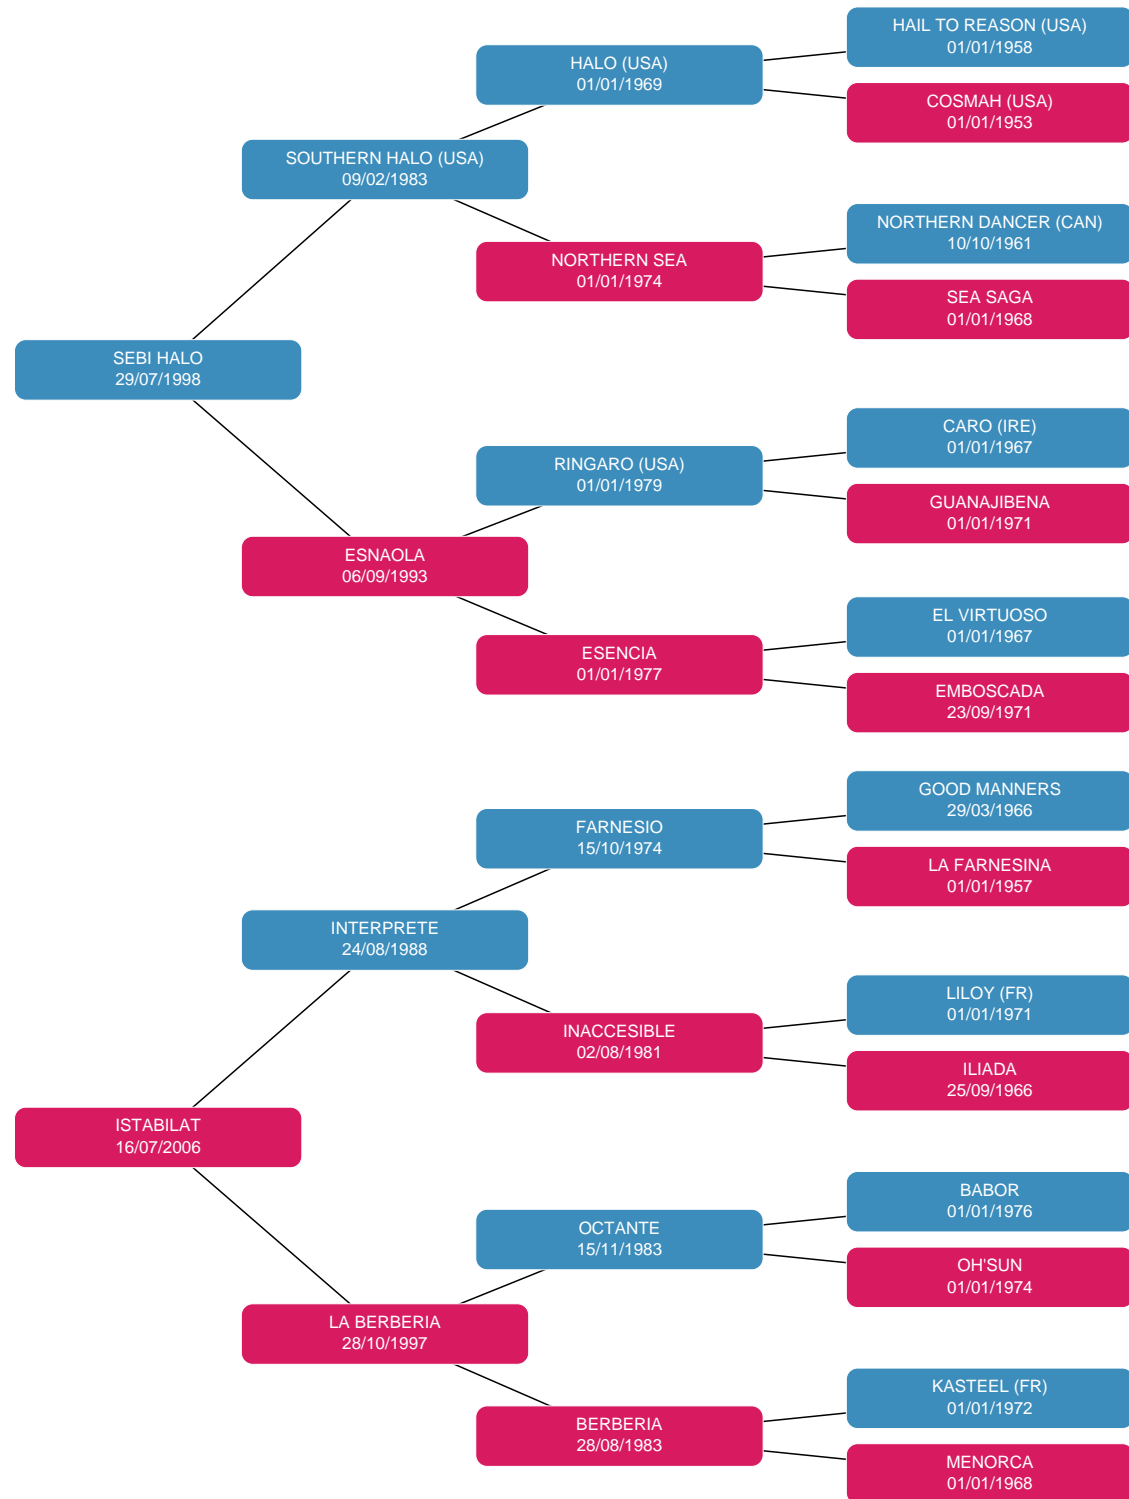 HAIL TO REASON (USA)
01/01/1958
HALO (USA)
01/01/1969
COSMAH (USA)
01/01/1953
SOUTHERN HALO (USA)
09/02/1983
NORTHERN DANCER (CAN)
10/10/1961
NORTHERN SEA
01/01/1974
SEA SAGA
01/01/1968
SEBI HALO
29/07/1998
CARO (IRE)
01/01/1967
RINGARO (USA)
01/01/1979
GUANAJIBENA
01/01/1971
ESNAOLA
06/09/1993
EL VIRTUOSO
01/01/1967
ESENCIA
01/01/1977
EMBOSCADA
23/09/1971
GOOD MANNERS
29/03/1966
FARNESIO
15/10/1974
LA FARNESINA
01/01/1957
INTERPRETE
24/08/1988
LILOY (FR)
01/01/1971
INACCESIBLE
02/08/1981
ILIADA
25/09/1966
ISTABILAT
16/07/2006
BABOR
01/01/1976
OCTANTE
15/11/1983
OH'SUN
01/01/1974
LA BERBERIA
28/10/1997
KASTEEL (FR)
01/01/1972
BERBERIA
28/08/1983
MENORCA
01/01/1968